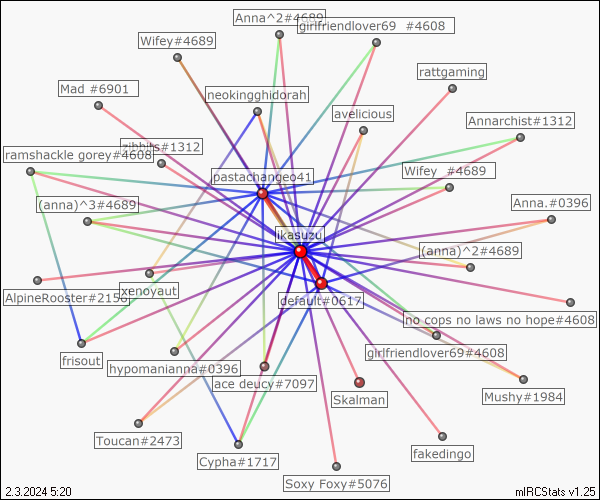 Anna^2#4689
girlfriendlover69 #4608
Wifey#4689
rattgaming
Mad #6901
neokingghidorah
avelicious
Annarchist#1312
zibbits#1312
ramshackle gorey#4608
pastachangeo41
Wifey #4689
(anna)^3#4689
Anna.#0396
ikasuzu
(anna)^2#4689
xenoyaut
AlpineRooster#2150
default#0617
no cops no laws no hope#4608
frisout
hypomanianna#0396
girlfriendlover69#4608
ace deucy#7097
Skalman
Mushy#1984
Toucan#2473
Cypha#1717
fakedingo
Soxy Foxy#5076
2.3.2024 5:20
mIRCStats v1.25